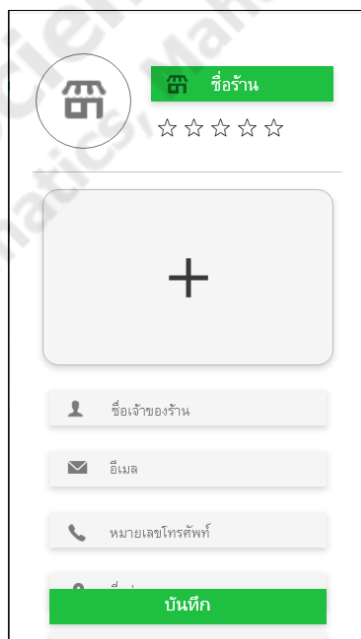 ชื่อร้าน
ชื่อเจ้าของร้าน
อีเมล
หมายเลขโทรศัพท์
บันทึก